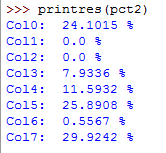 >>> printres(pct2)
Col0: 24.1015 %
Col1: 0.0 %
Col2: 0.0 %
Col3: 7.9336 %
Col4: 11.5932 %
Col5: 25.8908 %
Col6: 0.5567 %
Col7: 29.9242 %